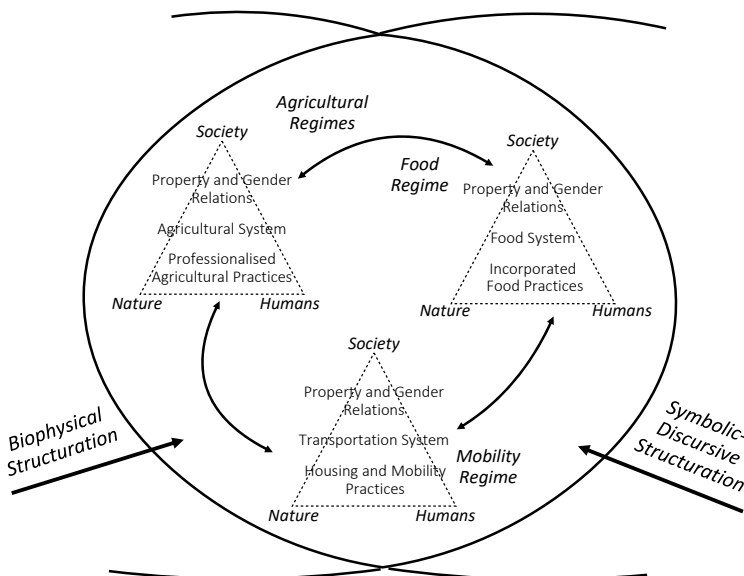 Agricultural
Regimes
Society
Property and Gender
Relations
Agricultural System
Professionalised
Agricultural Practices
Nature
Humans
Food
Regime
Society
Property and Gender
Relations
Food System
Incorporated
Food Practices
Nature
Humans
Society
Property and Gender
Relations
Transportation System
Housing and Mobility
Practices
Nature
Humans
Mobility
Regime
Biophysical
Structuration
Symbolic-
Discursive
Structuration